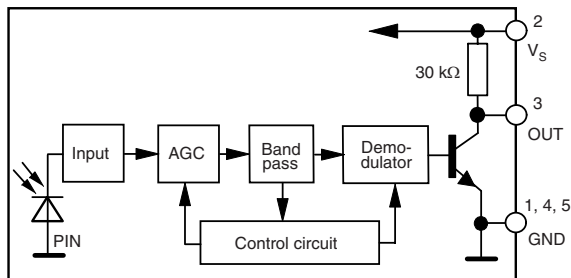 2
V_S
30 kΩ
3
OUT
Input
AGC
Band
pass
Demo-
dulator
1, 4, 5
GND
PIN
Control circuit